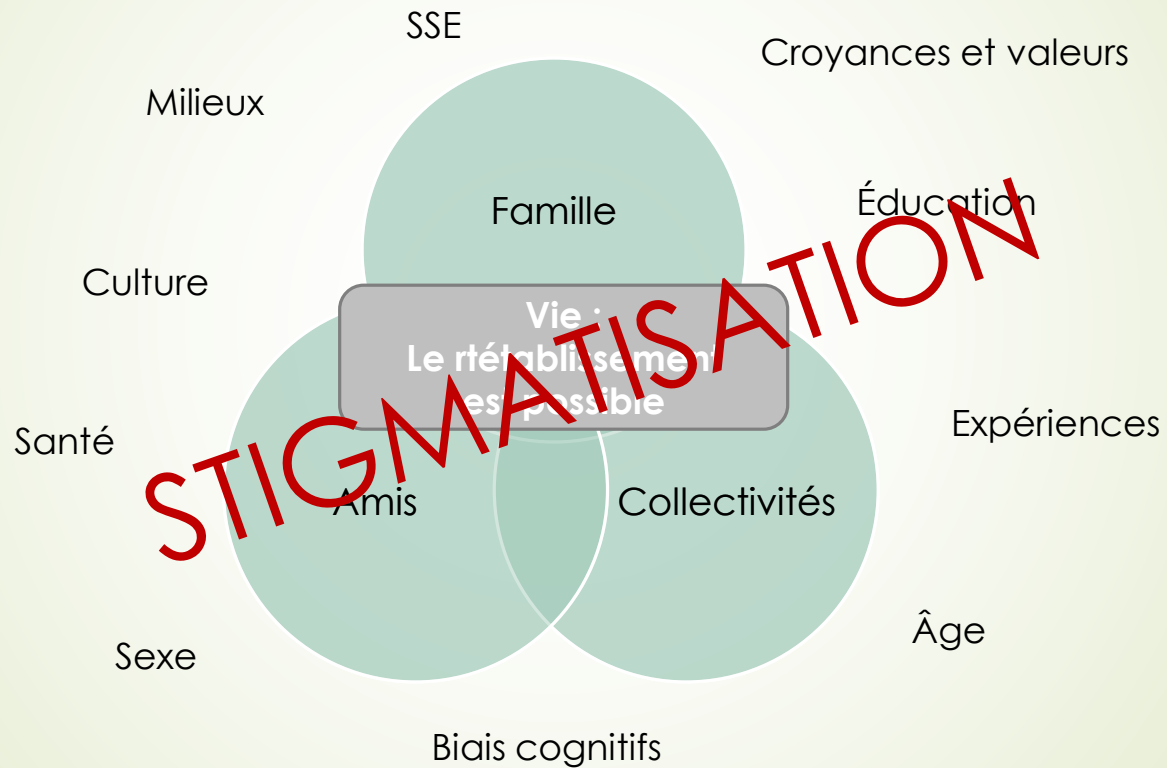 SSE
Croyances et valeurs
Milieux
Famille
Éducation
Culture
Vie :
Le rtétablissement
est possible
STIGMATISATION
Santé
Expériences
Amis
Collectivités
Sexe
Âge
Biais cognitifs